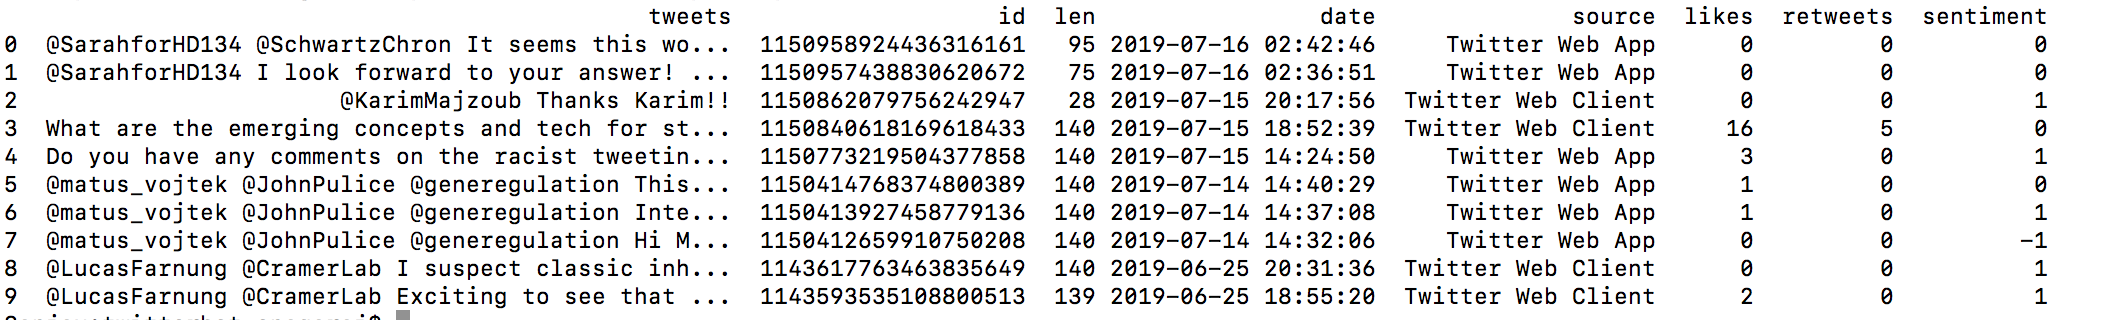 tweets id len date source likes retweets sentiment
0 @SarahforHD134 @SchwartzChron It seems this wo... 1150958924436316161 95 2019-07-16 02:42:46 Twitter Web App 0 0 0
1 @SarahforHD134 I look forward to your answer! ... 1150957438830620672 75 2019-07-16 02:36:51 Twitter Web App 0 0 0
2 @KarimMajzoub Thanks Karim!! 1150862079756242947 28 2019-07-15 20:17:56 Twitter Web Client 0 0 1
3 What are the emerging concepts and tech for st... 1150840618169618433 140 2019-07-15 18:52:39 Twitter Web Client 16 5 0
4 Do you have any comments on the racist tweetin... 1150773219504377858 140 2019-07-15 14:24:50 Twitter Web App 3 0 1
5 @matus_vojtek @JohnPulice @generegulation This... 1150414768374800389 140 2019-07-14 14:40:29 Twitter Web App 1 0 0
6 @matus_vojtek @JohnPulice @generegulation Inte... 1150413927458779136 140 2019-07-14 14:37:08 Twitter Web App 1 0 1
7 @matus_vojtek @JohnPulice @generegulation Hi M... 1150412659910750208 140 2019-07-14 14:32:06 Twitter Web App 0 0 -1
8 @LucasFarnung @CramerLab I suspect classic inh... 1143617763463835649 140 2019-06-25 20:31:36 Twitter Web Client 0 0 1
9 @LucasFarnung @CramerLab Exciting to see that ... 1143593535108800513 139 2019-06-25 18:55:20 Twitter Web Client 2 0 1